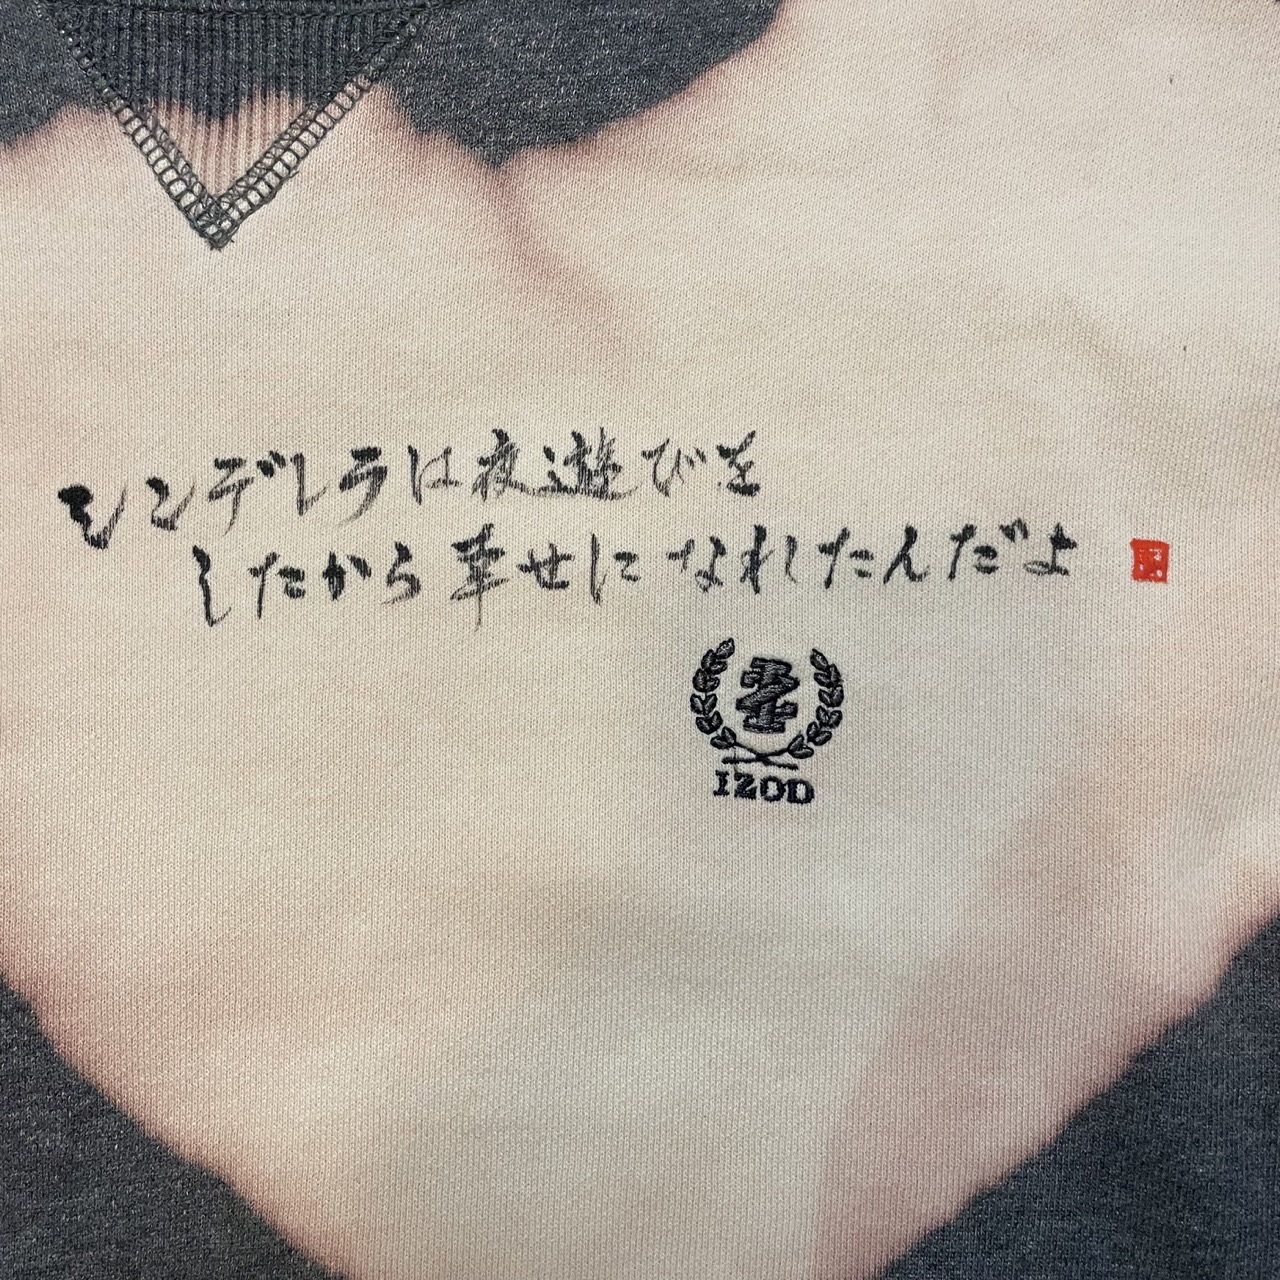 シンデレラは夜遊びを
したから幸せになれたんだよ
IZOD